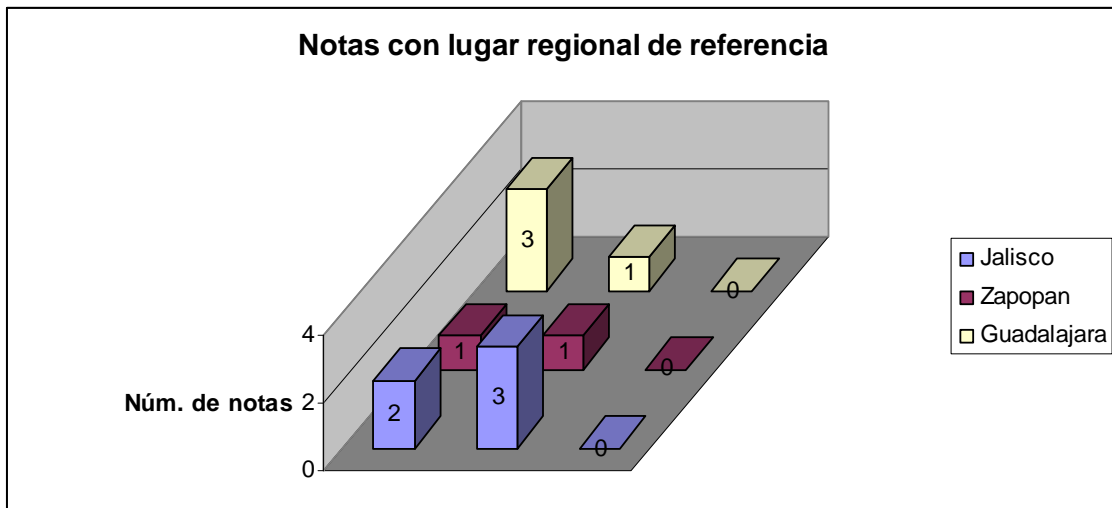 Notas con lugar regional de referencia
3
1
0
1
1
0
2
3
0
4
2
0
Núm. de notas
Jalisco
Zapopan
Guadalajara